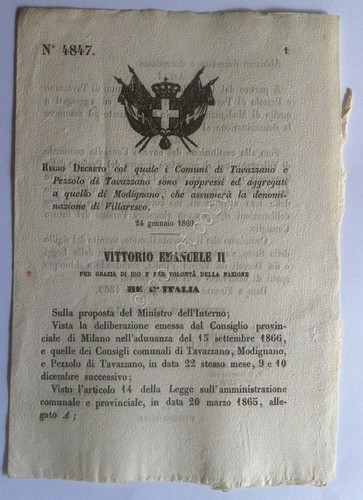 N° 4847.
1
REGIO DECRETO col quale i Comuni di Tavazzano e
Pezzolo di Tavazzano sono soppressi ed aggregati
a quello di Modignano, che assumerà la denomi-
nazione di Villaresco.
24 gennaio 1869.
VITTORIO EMANUELE II
PER GRAZIA DI DIO E PER VOLONTÀ DELLA NAZIONE
RE D'ITALIA
Sulla proposta del Ministro dell'Interno;
Vista la deliberazione emessa dal Consiglio provin-
ciale di Milano nell'adunanza del 15 settembre 1866,
e quelle dei Consigli comunali di Tavazzano, Modignano,
e Pezzolo di Tavazzano, in data 22 stesso mese, 9 e 10
dicembre successivo;
Visto l'articolo 14 della Legge sull'amministrazione
comunale e provinciale, in data 20 marzo 1865, alle-
gato A;